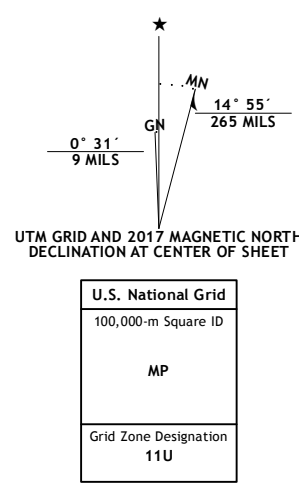 ★
MN
GN
14° 55´
265 MILS
0° 31´
9 MILS
UTM GRID AND 2017 MAGNETIC NORTH
DECLINATION AT CENTER OF SHEET
U.S. National Grid
100,000-m Square ID
MP
Grid Zone Designation
11U